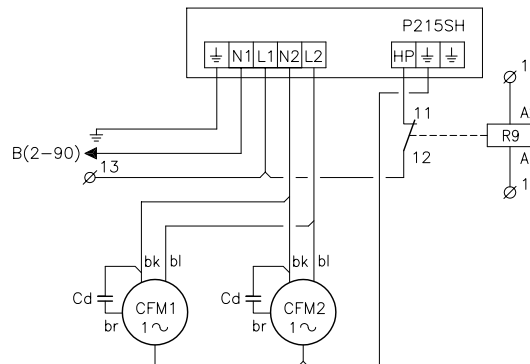 P215SH
N1 L1 N2 L2 HP
1
11
A
R9
B(2-90)
13
12
A
1
bk bl bk bl
Cd Cd
br CFM1 br CFM2
1~ 1~